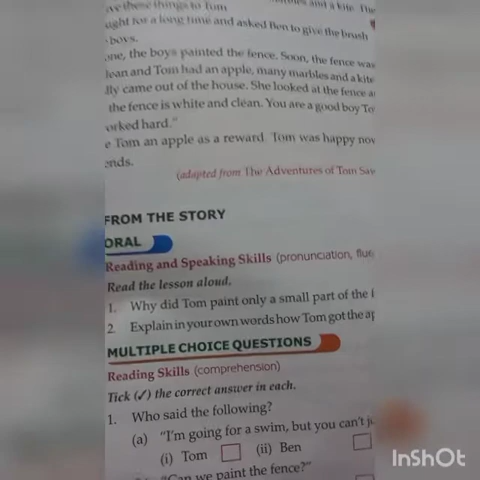 ve these things to Tom
and a kite. The
ught for a long time and asked Ben to give the brush
boys.
one, the boys painted the fence. Soon, the fence was
lean and Tom had an apple, many marbles and a kite
lly came out of the house. She looked at the fence a
the fence is white and clean. You are a good boy To
orked hard."
e Tom an apple as a reward. Tom was happy nov
ends.
(adapted from The Adventures of Tom Saw
FROM THE STORY
ORAL
Reading and Speaking Skills (pronunciation, flue
Read the lesson aloud.
1. Why did Tom paint only a small part of the f
2. Explain in your own words how Tom got the ap
MULTIPLE CHOICE QUESTIONS
Reading Skills (comprehension)
Tick (✓) the correct answer in each.
1. Who said the following?
(a) "I'm going for a swim, but you can't j
(i) Tom (ii) Ben
"Can we paint the fence?"
InShOt